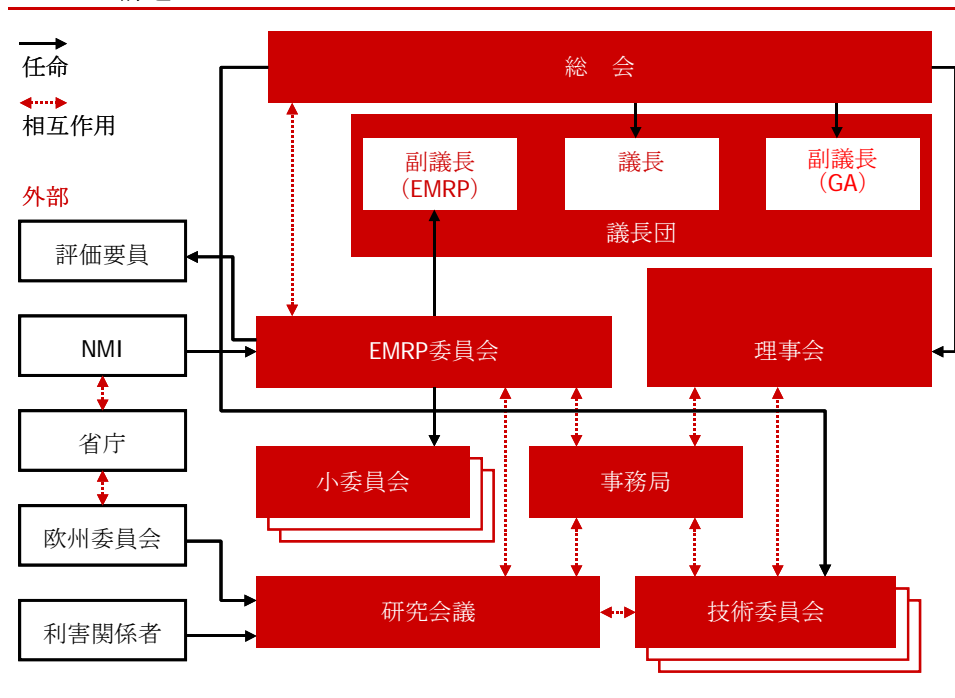 任命
相互作用
外部
総 会
副議長
(EMRP)
議長
副議長
(GA)
議長団
評価要員
NMI
EMRP委員会
理事会
省庁
小委員会
事務局
欧州委員会
研究会議
技術委員会
利害関係者